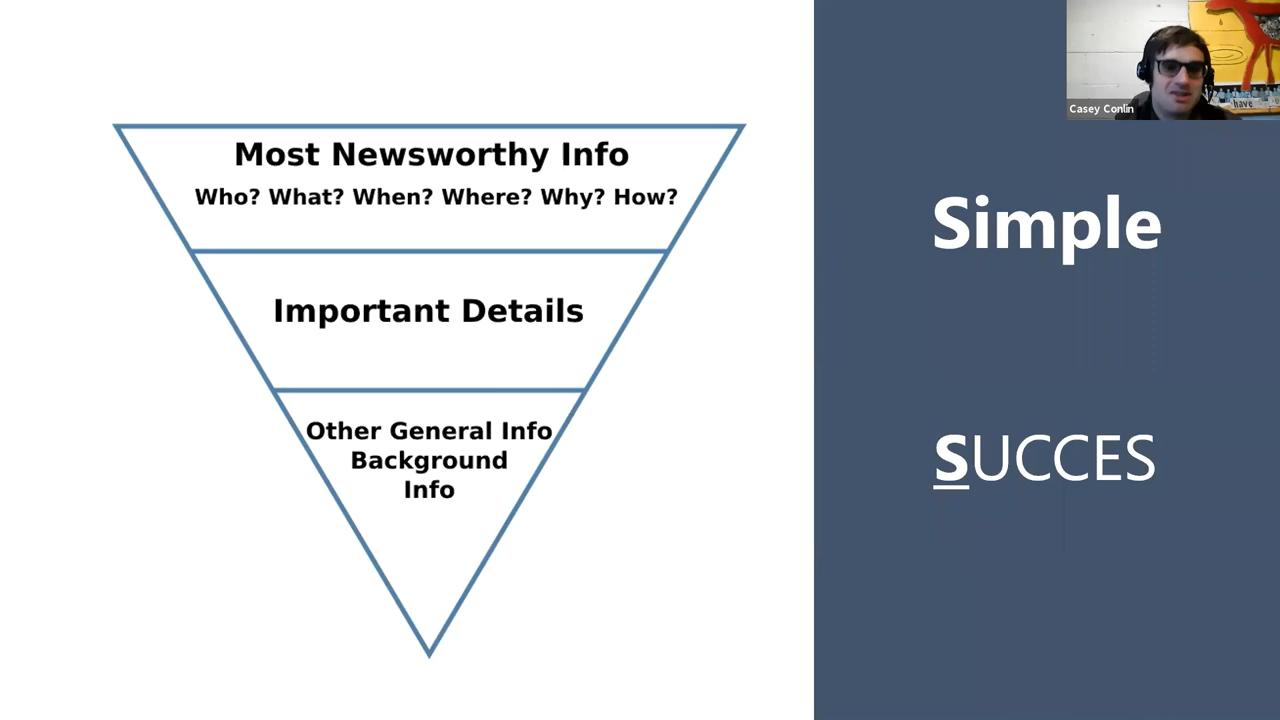 Most Newsworthy Info
Who? What? When? Where? Why? How?
Important Details
Other General Info
Background
Info
Simple
SUCCES
Casey Conlin
have